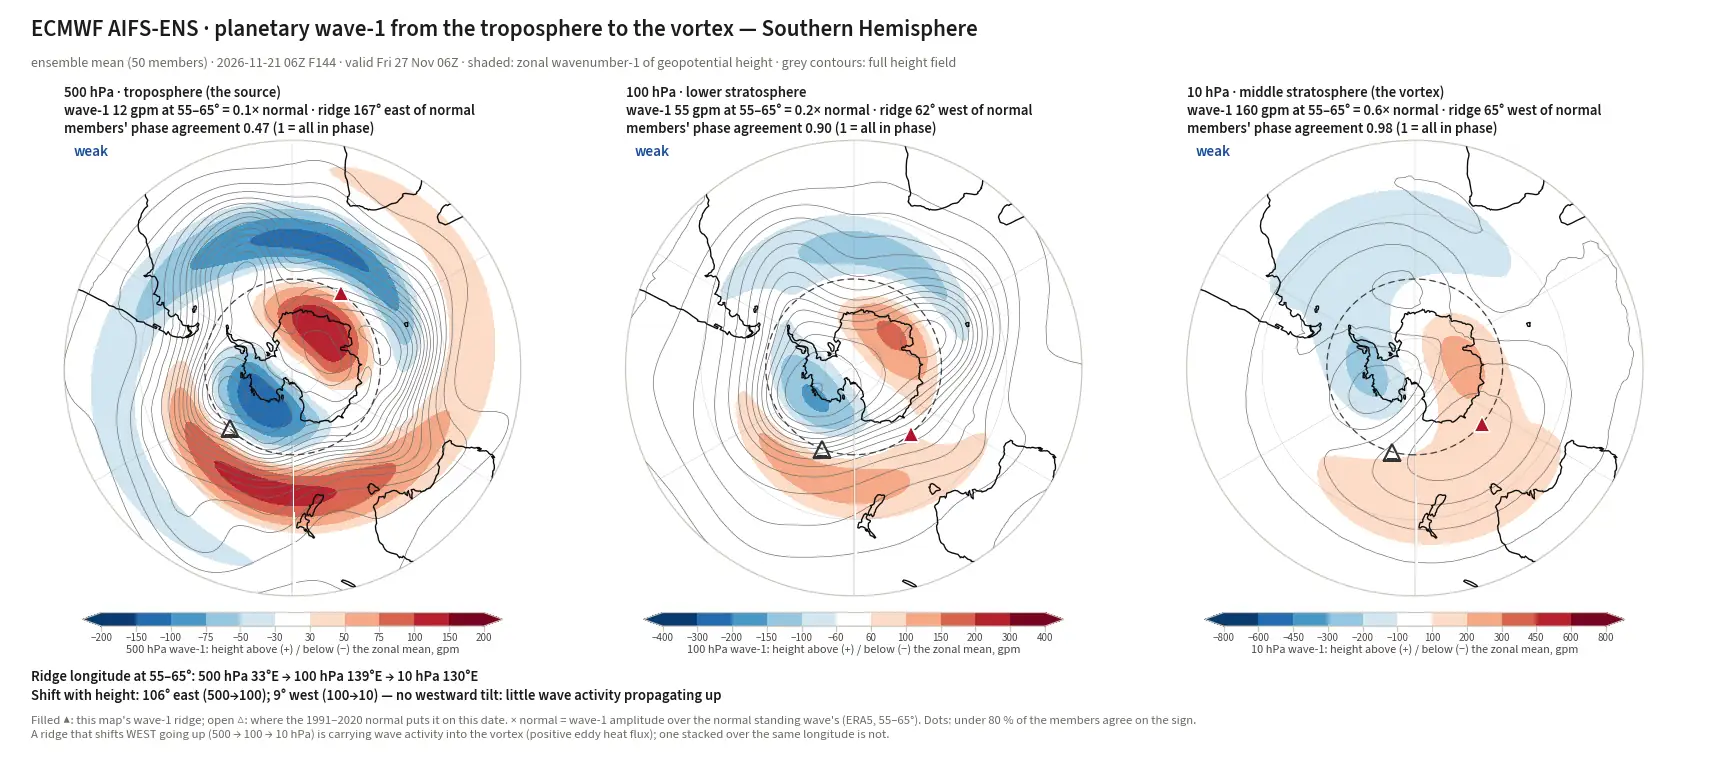 ECMWF AIFS-ENS · planetary wave-1 from the troposphere to the vortex — Southern Hemisphere
ensemble mean (50 members) · 2026-11-21 06Z F144 · valid Fri 27 Nov 06Z · shaded: zonal wavenumber-1 of geopotential height · grey contours: full height field
500 hPa · troposphere (the source)
wave-1 12 gpm at 55–65° = 0.1× normal · ridge 167° east of normal
members' phase agreement 0.47 (1 = all in phase)
weak
100 hPa · lower stratosphere
wave-1 55 gpm at 55–65° = 0.2× normal · ridge 62° west of normal
members' phase agreement 0.90 (1 = all in phase)
weak
10 hPa · middle stratosphere (the vortex)
wave-1 160 gpm at 55–65° = 0.6× normal · ridge 65° west of normal
members' phase agreement 0.98 (1 = all in phase)
weak
−200 −150 −100 −75 −50 −30 30 50 75 100 150 200
500 hPa wave-1: height above (+) / below (−) the zonal mean, gpm
−400 −300 −200 −150 −100 −60 60 100 150 200 300 400
100 hPa wave-1: height above (+) / below (−) the zonal mean, gpm
−800 −600 −450 −300 −200 −100 100 200 300 450 600 800
10 hPa wave-1: height above (+) / below (−) the zonal mean, gpm
Ridge longitude at 55–65°: 500 hPa 33°E → 100 hPa 139°E → 10 hPa 130°E
Shift with height: 106° east (500→100); 9° west (100→10) — no westward tilt: little wave activity propagating up
Filled ▲: this map's wave-1 ridge; open △: where the 1991–2020 normal puts it on this date. × normal = wave-1 amplitude over the normal standing wave's (ERA5, 55–65°). Dots: under 80 % of the members agree on the sign.
A ridge that shifts WEST going up (500 → 100 → 10 hPa) is carrying wave activity into the vortex (positive eddy heat flux); one stacked over the same longitude is not.